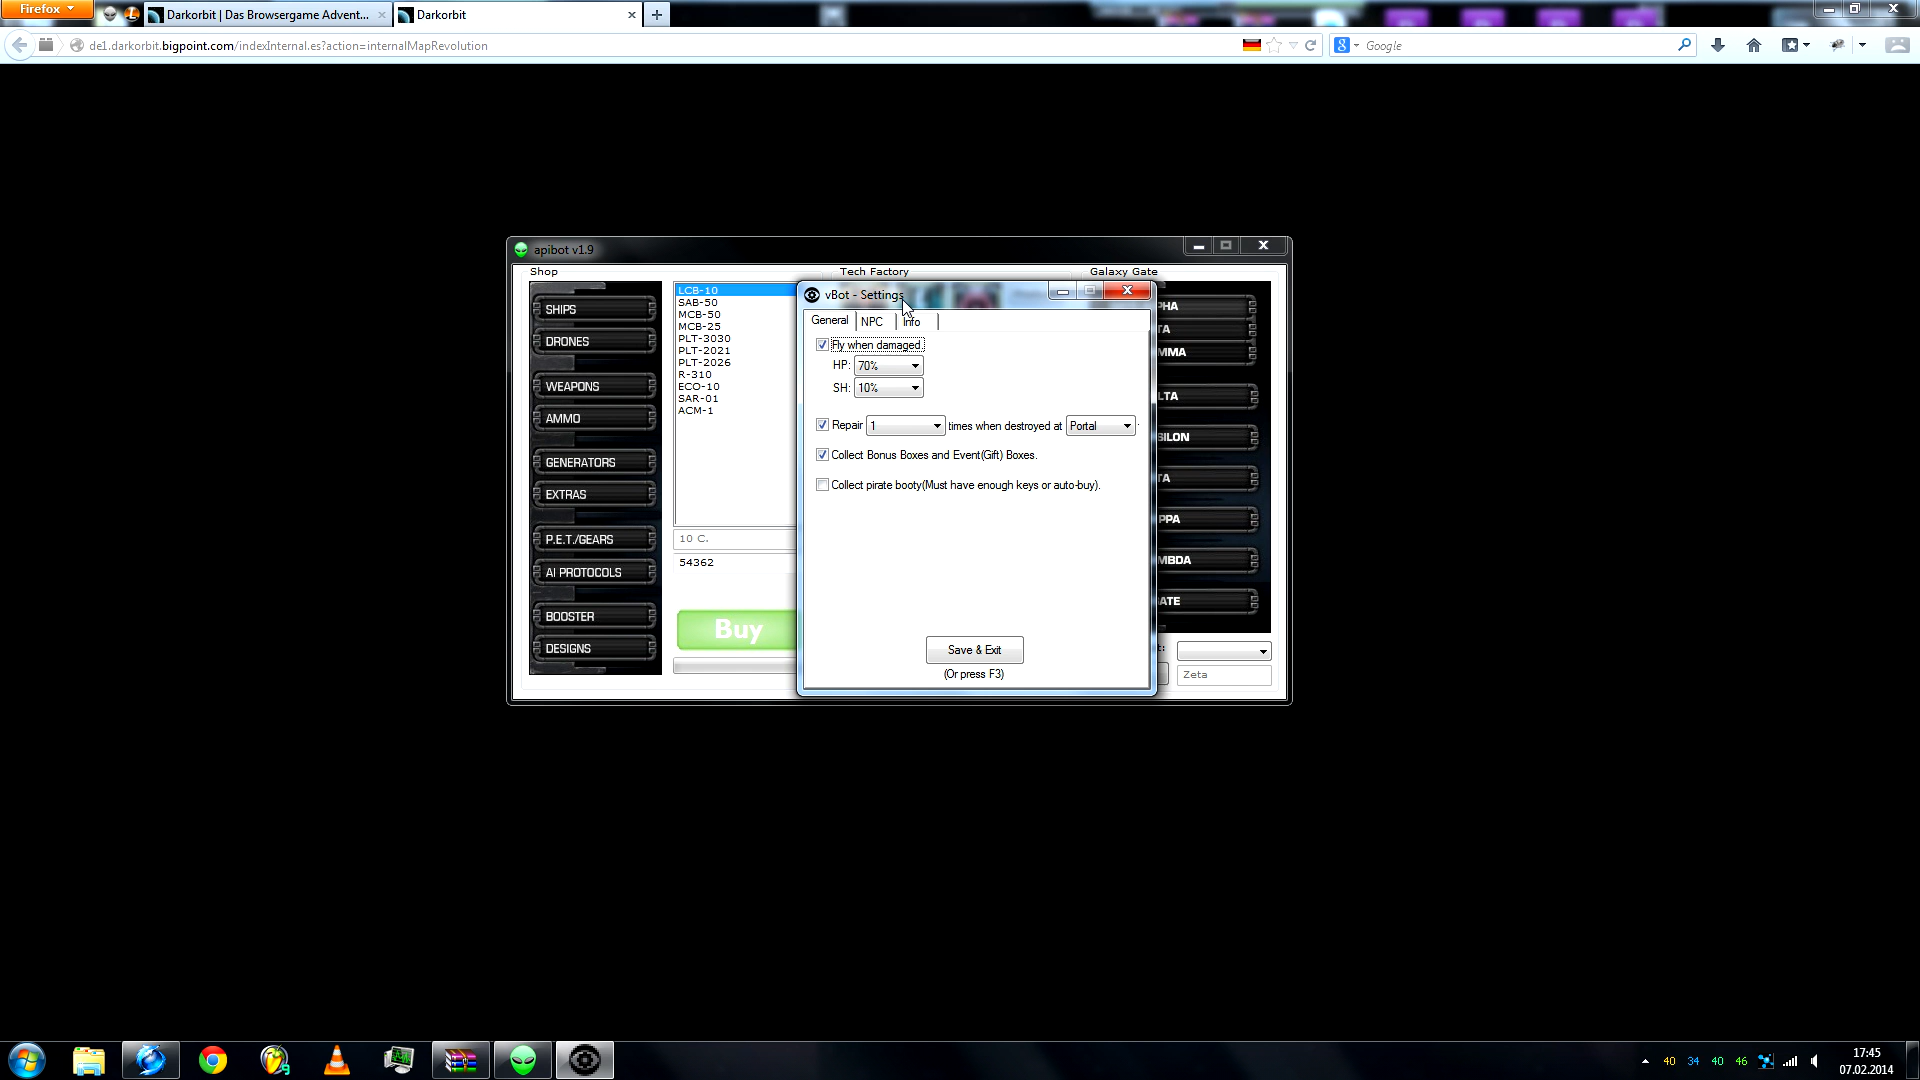 Firefox
Darkorbit | Das Browsergame Advent...
Darkorbit
de1.darkorbit.bigpoint.com/indexInternal.es?action=internalMapRevolution
Google
apibot v1.9
Shop
Tech Factory
Galaxy Gate
SHIPS
DRONES
WEAPONS
AMMO
GENERATORS
EXTRAS
P.E.T./GEARS
AI PROTOCOLS
BOOSTER
DESIGNS
LCB-10
SAB-50
MCB-50
MCB-25
PLT-3030
PLT-2021
PLT-2026
R-310
ECO-10
SAR-01
ACM-1
10 C.
54362
Buy
vBot - Settings
General
NPC
Info
Fly when damaged.
HP: 70%
SH: 10%
Repair 1 times when destroyed at Portal
Collect Bonus Boxes and Event(Gift) Boxes.
Collect pirate booty(Must have enough keys or auto-buy).
Save & Exit
(Or press F3)
PHA
TA
MMA
LTA
SILON
TA
PPA
MBDA
ATE
Zeta
40 34 40 46
17:45
07.02.2014